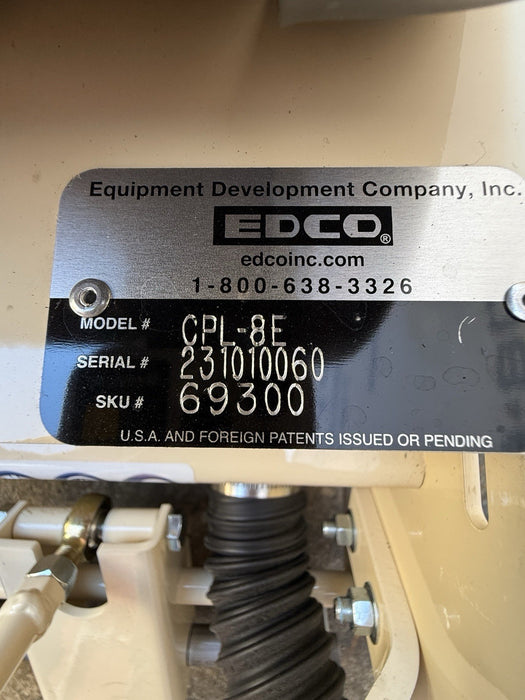 Equipment Development Company, Inc.
EDCO®
edcoinc.com
1-800-638-3326
MODEL # CPL-8E
SERIAL # 231010060
SKU # 69300
U.S.A. AND FOREIGN PATENTS ISSUED OR PENDING